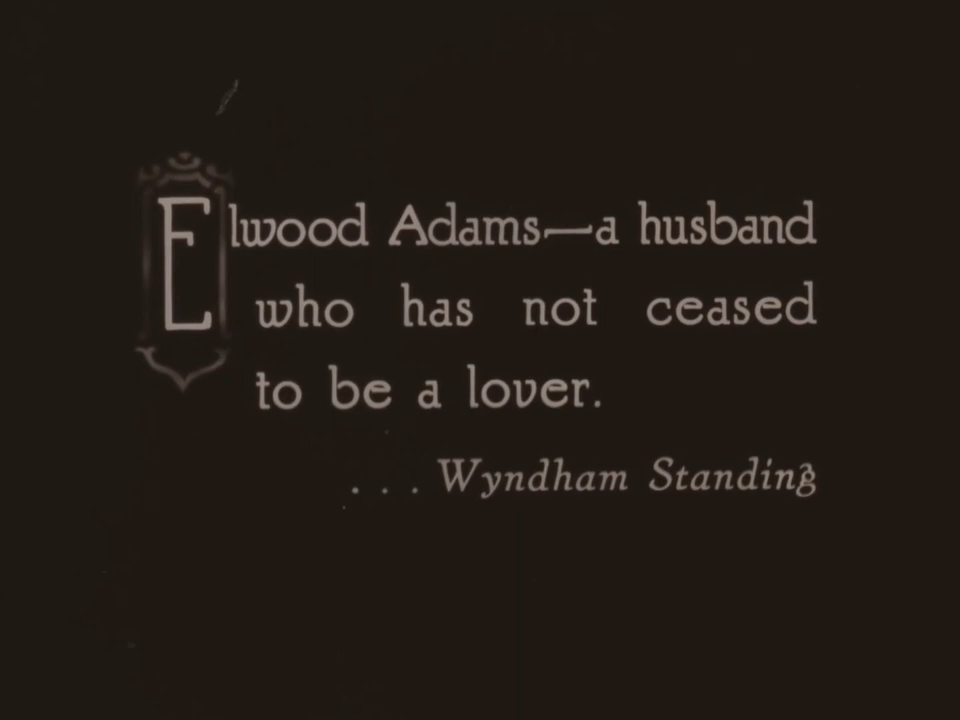 Elwood Adams—a husband
who has not ceased
to be a lover.
. . . Wyndham Standing